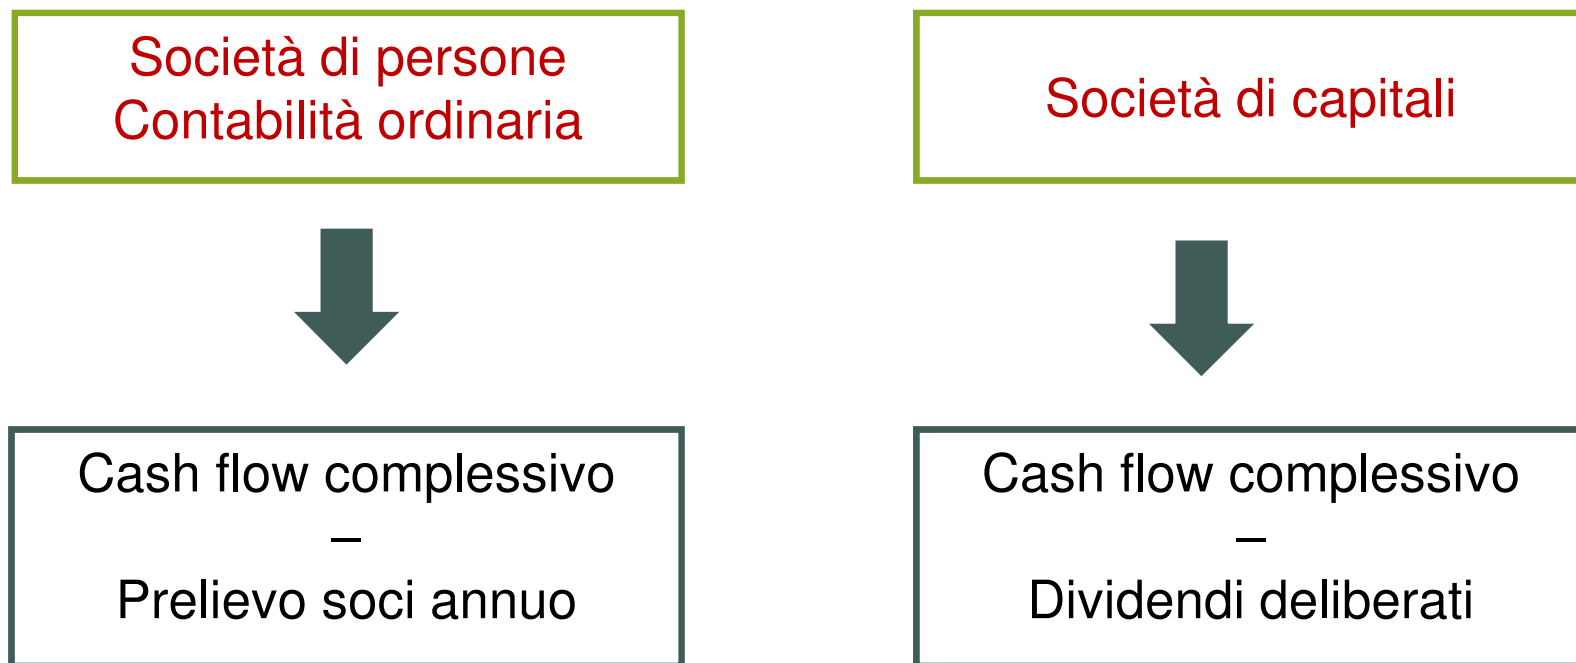 Società di persone
Contabilità ordinaria
Società di capitali
Cash flow complessivo
–
Prelievo soci annuo
Cash flow complessivo
–
Dividendi deliberati